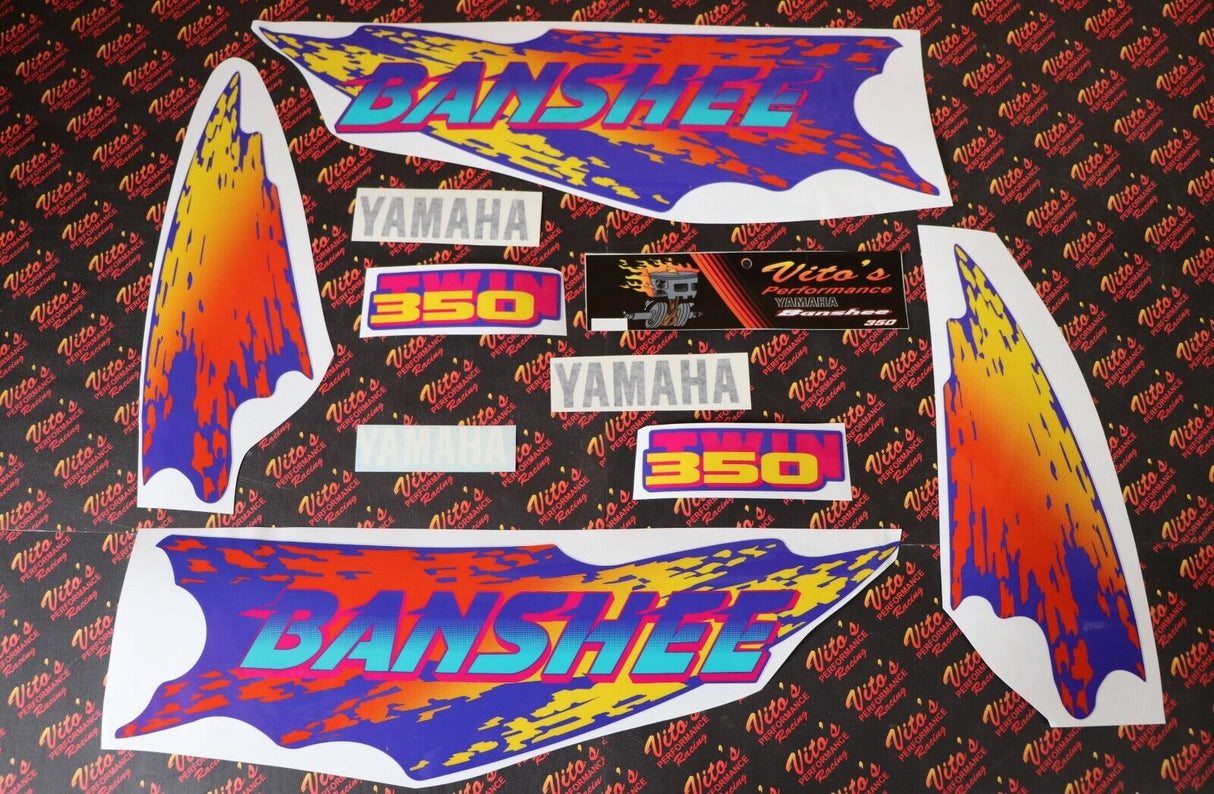 BANSHEE
YAMAHA
TWIN
350
Vito's
Performance
YAMAHA
Banshee
350
YAMAHA
YAMAHA
TWIN
350
BANSHEE
Vito's
PERFORMANCE
Racing